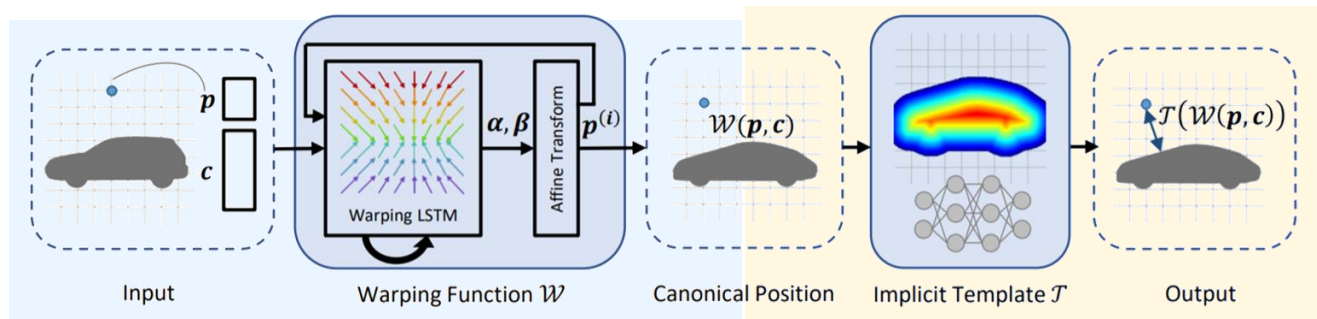 p
c
Warping LSTM
α, β
Affine Transform
p^(i)
𝒲(p, c)
𝒯(𝒲(p, c))
Input
Warping Function 𝒲
Canonical Position
Implicit Template 𝒯
Output